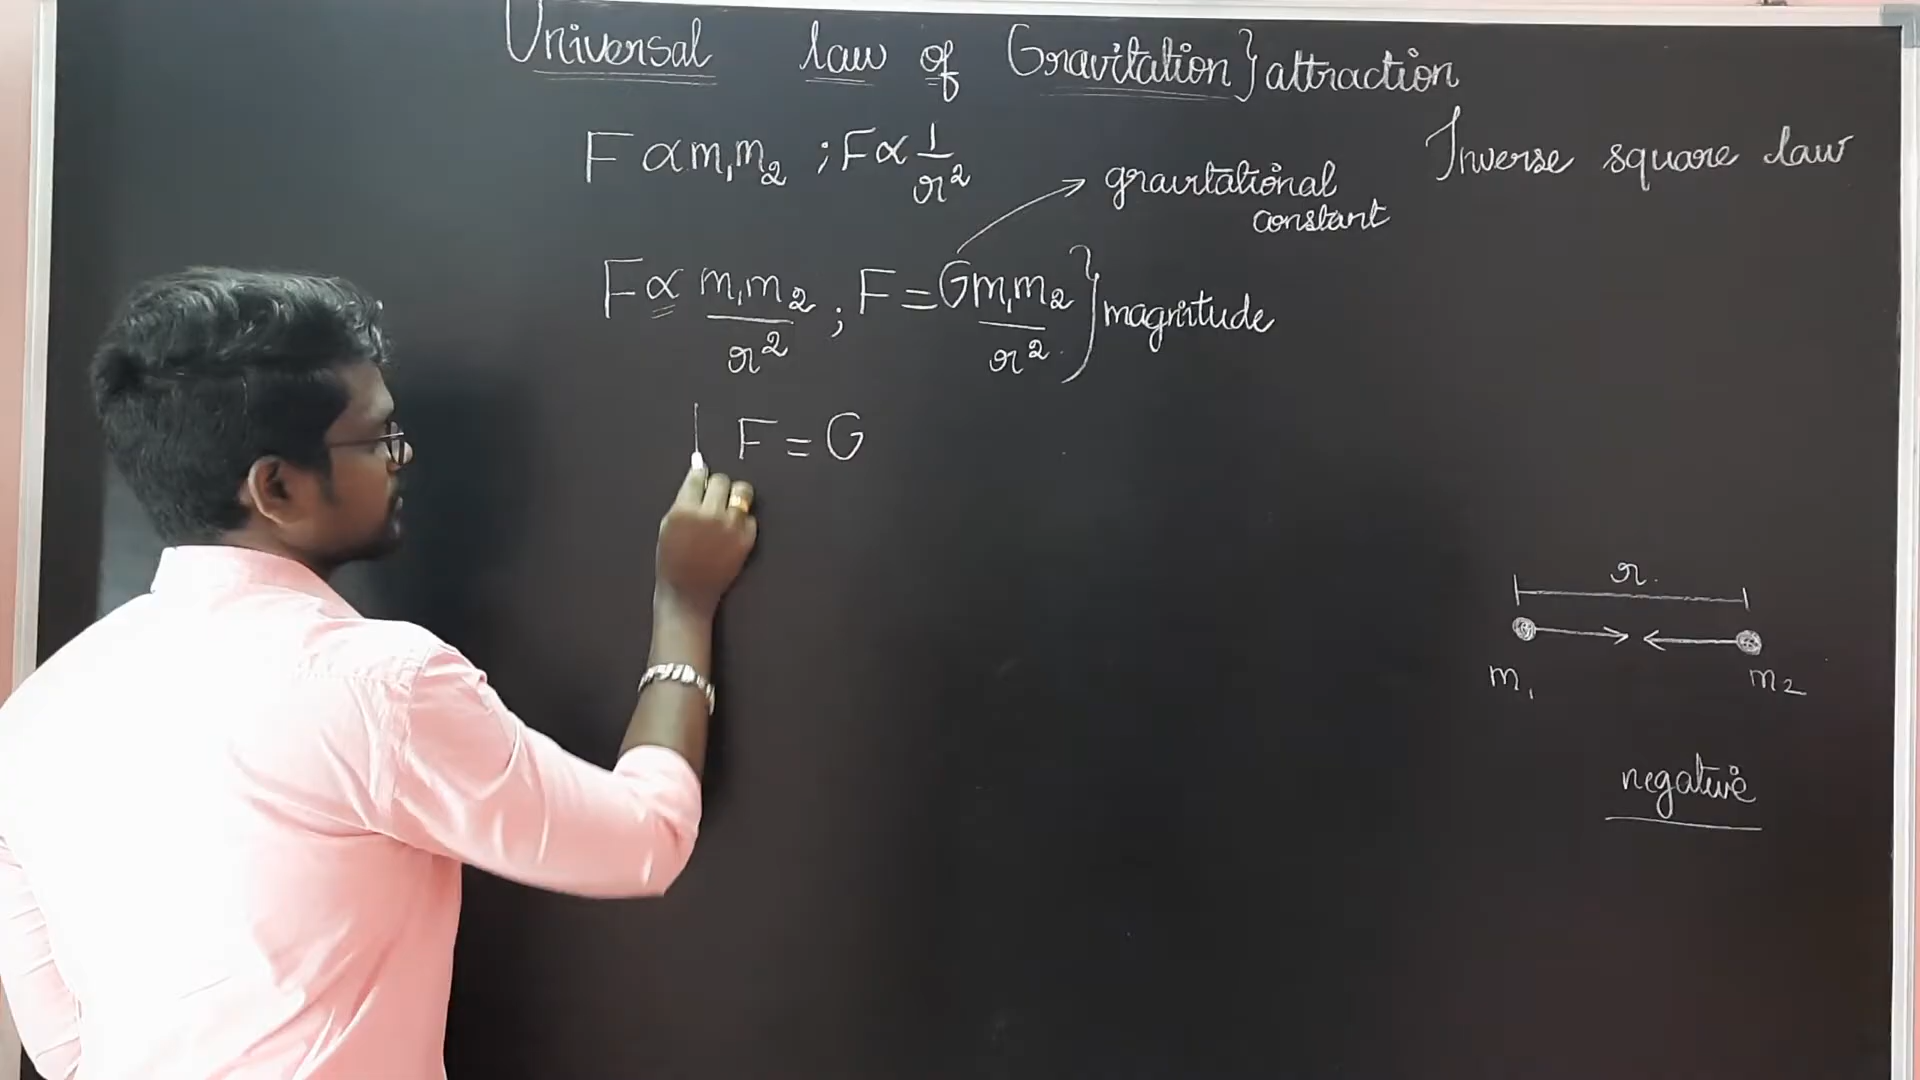 Universal law of Gravitation } attraction
F ∝ m₁m₂ ; F ∝ 1/r²
Inverse square law
gravitational
constant
F ∝ m₁m₂/r² ; F = Gm₁m₂/r² } magnitude
| F = G
r.
m₁ m₂
negative